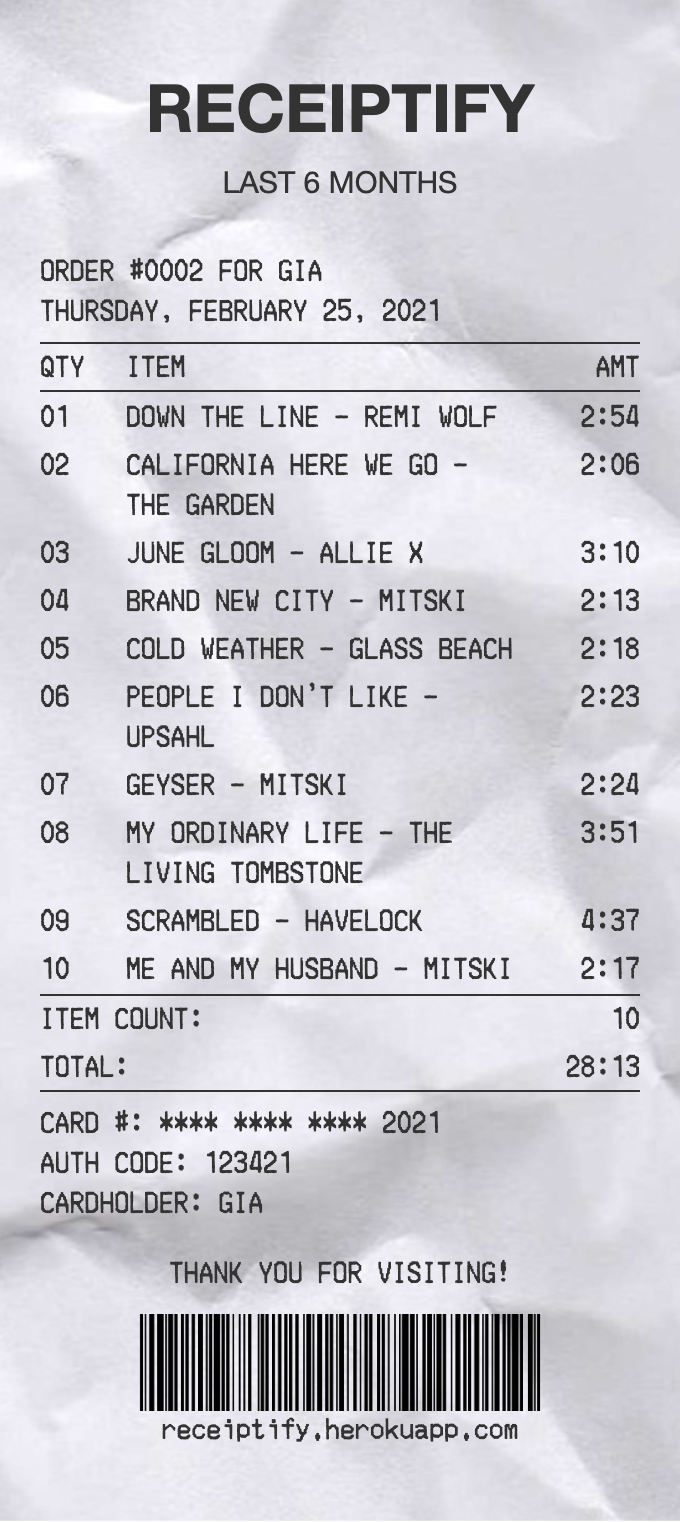 RECEIPTIFY
LAST 6 MONTHS
ORDER #0002 FOR GIA
THURSDAY, FEBRUARY 25, 2021
QTY ITEM AMT
01 DOWN THE LINE - REMI WOLF 2:54
02 CALIFORNIA HERE WE GO - 2:06
THE GARDEN
03 JUNE GLOOM - ALLIE X 3:10
04 BRAND NEW CITY - MITSKI 2:13
05 COLD WEATHER - GLASS BEACH 2:18
06 PEOPLE I DON'T LIKE - 2:23
UPSAHL
07 GEYSER - MITSKI 2:24
08 MY ORDINARY LIFE - THE 3:51
LIVING TOMBSTONE
09 SCRAMBLED - HAVELOCK 4:37
10 ME AND MY HUSBAND - MITSKI 2:17
ITEM COUNT: 10
TOTAL: 28:13
CARD #: **** **** **** 2021
AUTH CODE: 123421
CARDHOLDER: GIA
THANK YOU FOR VISITING!
receiptify.herokuapp.com